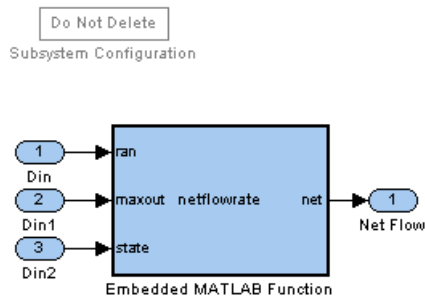 Do Not Delete
Subsystem Configuration
1
ran
Din
2
maxout netflowrate net
1
Din1
Net Flow
3
state
Din2
Embedded MATLAB Function